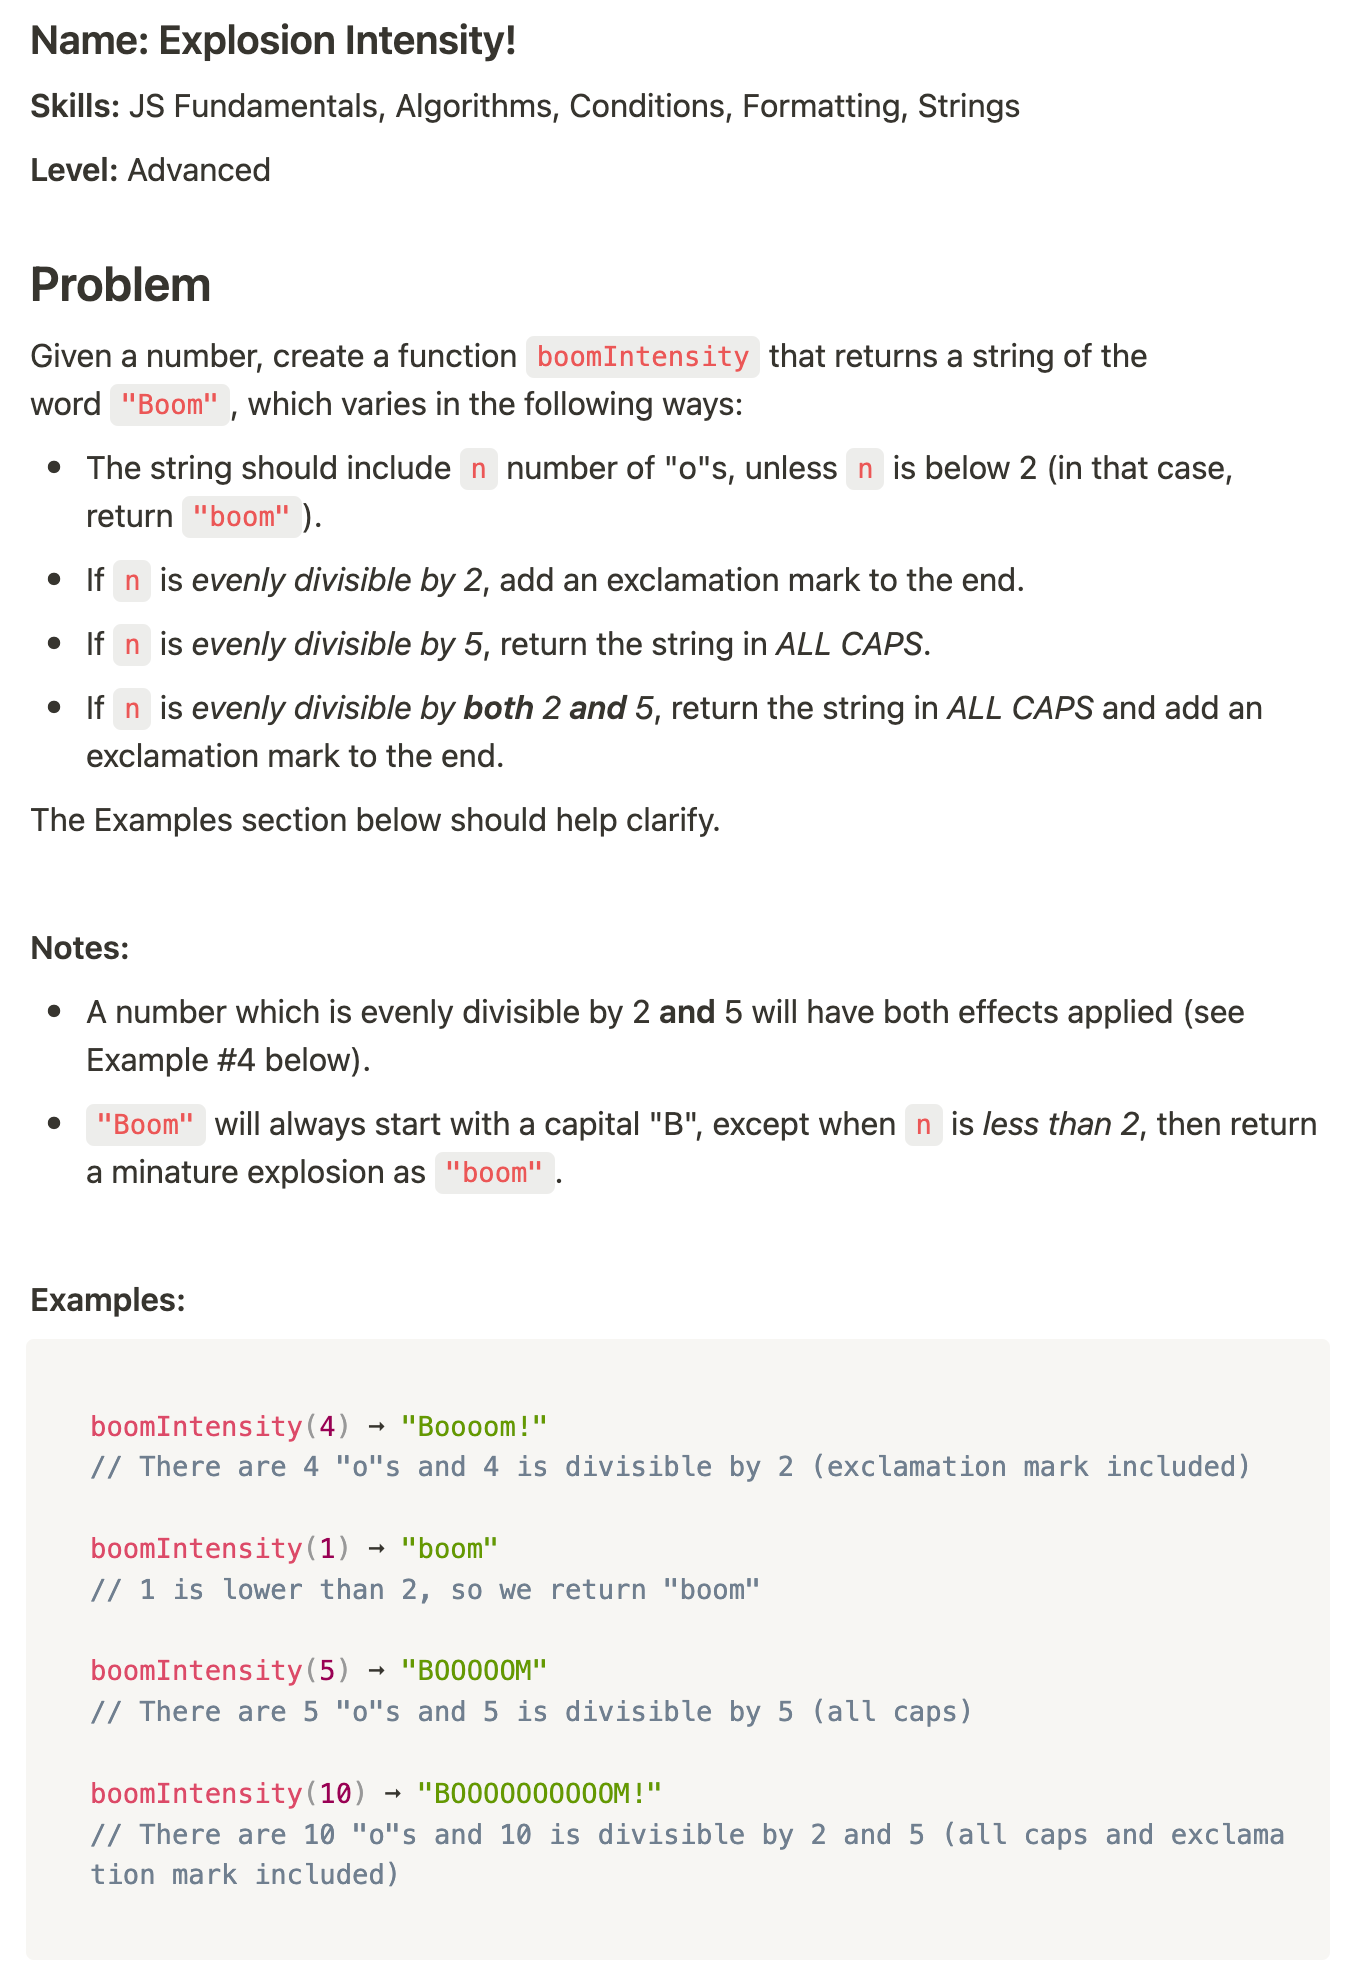 Name: Explosion Intensity!
Skills: JS Fundamentals, Algorithms, Conditions, Formatting, Strings
Level: Advanced
Problem
Given a number, create a function boomIntensity that returns a string of the
word "Boom", which varies in the following ways:
• The string should include n number of "o"s, unless n is below 2 (in that case,
return "boom").
• If n is evenly divisible by 2, add an exclamation mark to the end.
• If n is evenly divisible by 5, return the string in ALL CAPS.
• If n is evenly divisible by both 2 and 5, return the string in ALL CAPS and add an
exclamation mark to the end.
The Examples section below should help clarify.
Notes:
• A number which is evenly divisible by 2 and 5 will have both effects applied (see
Example #4 below).
• "Boom" will always start with a capital "B", except when n is less than 2, then return
a minature explosion as "boom".
Examples:
boomIntensity(4) → "Boooom!"
// There are 4 "o"s and 4 is divisible by 2 (exclamation mark included)
boomIntensity(1) → "boom"
// 1 is lower than 2, so we return "boom"
boomIntensity(5) → "BOOOOOM"
// There are 5 "o"s and 5 is divisible by 5 (all caps)
boomIntensity(10) → "BOOOOOOOOOOM!"
// There are 10 "o"s and 10 is divisible by 2 and 5 (all caps and exclama
tion mark included)